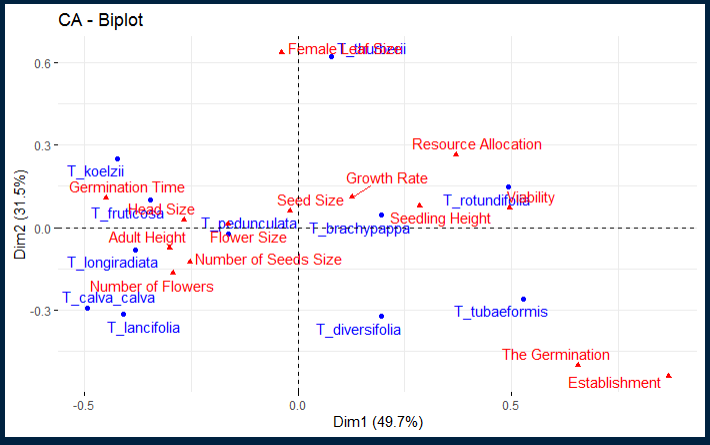 CA - Biplot
Female Leaf Size
T_thurberii
0.6
Resource Allocation
0.3
T_koelzii
Growth Rate
Germination Time
Viability
T_rotundifolia
Seed Size
Head Size
T_fruticosa
Seedling Height
T_pedunculata
T_brachypappa
0.0
Adult Height
Flower Size
Dim2 (31.5%)
T_longiradiata
Number of Seeds Size
Number of Flowers
T_calva_calva
-0.3
T_tubaeformis
T_lancifolia
T_diversifolia
The Germination
Establishment
-0.5
0.0
0.5
Dim1 (49.7%)